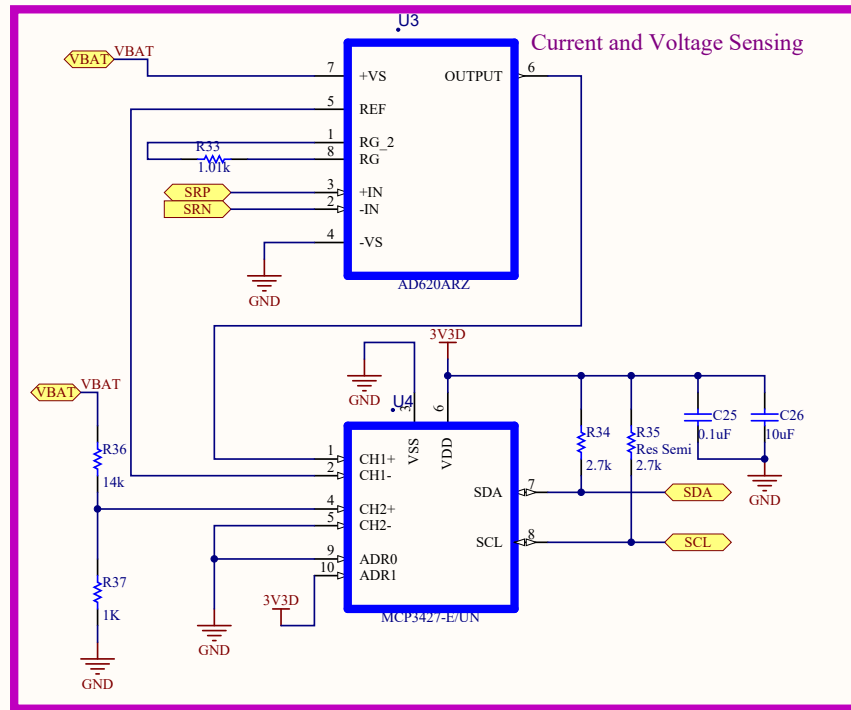 U3
Current and Voltage Sensing
VBAT VBAT
7 +VS OUTPUT 6
5 REF
1 RG_2
R33
8 RG
1.01k
SRP 3 +IN
SRN 2 -IN
4 -VS
GND
AD620ARZ
3V3D
VBAT VBAT
GND
U4
3 6
VSS VDD
R36
14k
1 CH1+
2 CH1-
4 CH2+
5 CH2-
9 ADR0
10 ADR1
SDA 7 SDA
SCL 8 SCL
R34
2.7k
R35
Res Semi
2.7k
C25
0.1uF
C26
10uF
GND
R37
1K
3V3D
MCP3427-E/UN
GND
GND